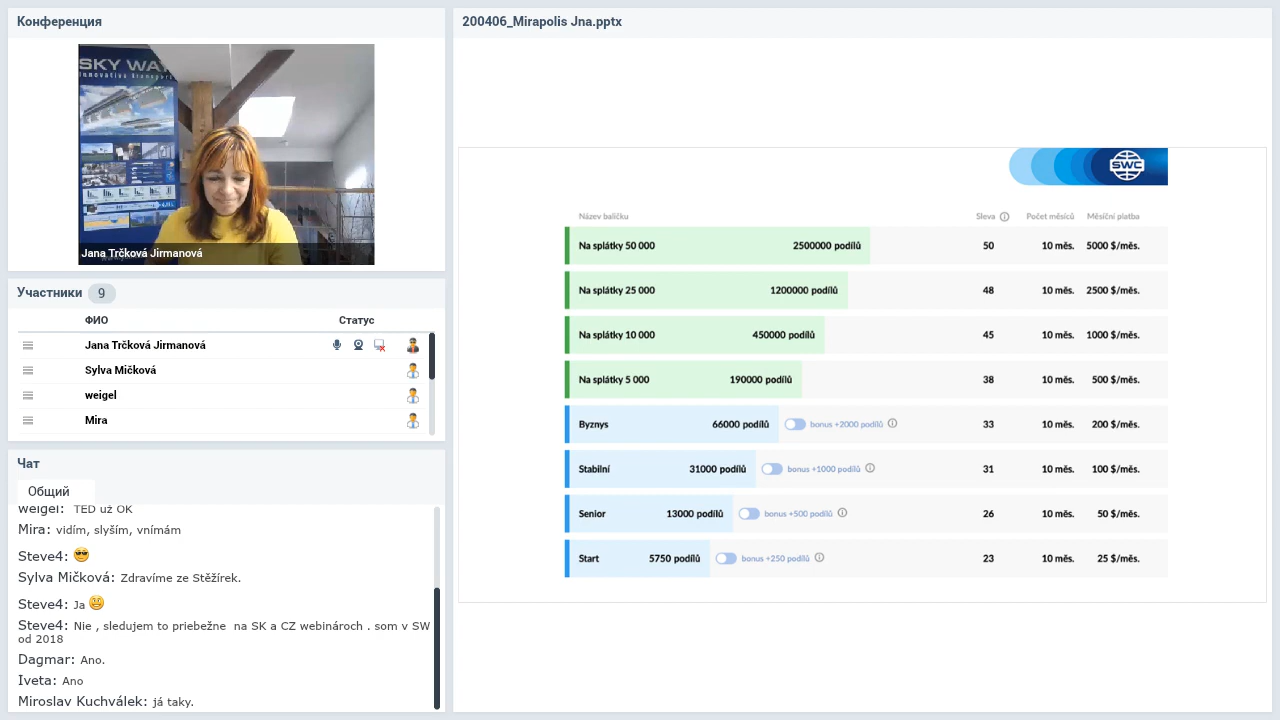 Конференция
SKY WAY
Innovative Transport
Jana Trčková Jirmanová
Участники 9
ФИО Статус
Jana Trčková Jirmanová
Sylva Mičková
weigel
Mira
Чат
Общий
weigel: TED už OK
Mira: vidím, slyším, vnímám
Steve4:
Sylva Mičková: Zdravíme ze Stěžírek.
Steve4: Ja
Steve4: Nie , sledujem to priebežne na SK a CZ webinároch . som v SW
od 2018
Dagmar: Ano.
Iveta: Ano
Miroslav Kuchválek: já taky.
200406_Mirapolis Jna.pptx
SWC
Název balíčku Sleva Počet měsíců Měsíční platba
Na splátky 50 000 2500000 podílů 50 10 měs. 5000 $/měs.
Na splátky 25 000 1200000 podílů 48 10 měs. 2500 $/měs.
Na splátky 10 000 450000 podílů 45 10 měs. 1000 $/měs.
Na splátky 5 000 190000 podílů 38 10 měs. 500 $/měs.
Byznys 66000 podílů bonus +2000 podílů 33 10 měs. 200 $/měs.
Stabilní 31000 podílů bonus +1000 podílů 31 10 měs. 100 $/měs.
Senior 13000 podílů bonus +500 podílů 26 10 měs. 50 $/měs.
Start 5750 podílů bonus +250 podílů 23 10 měs. 25 $/měs.